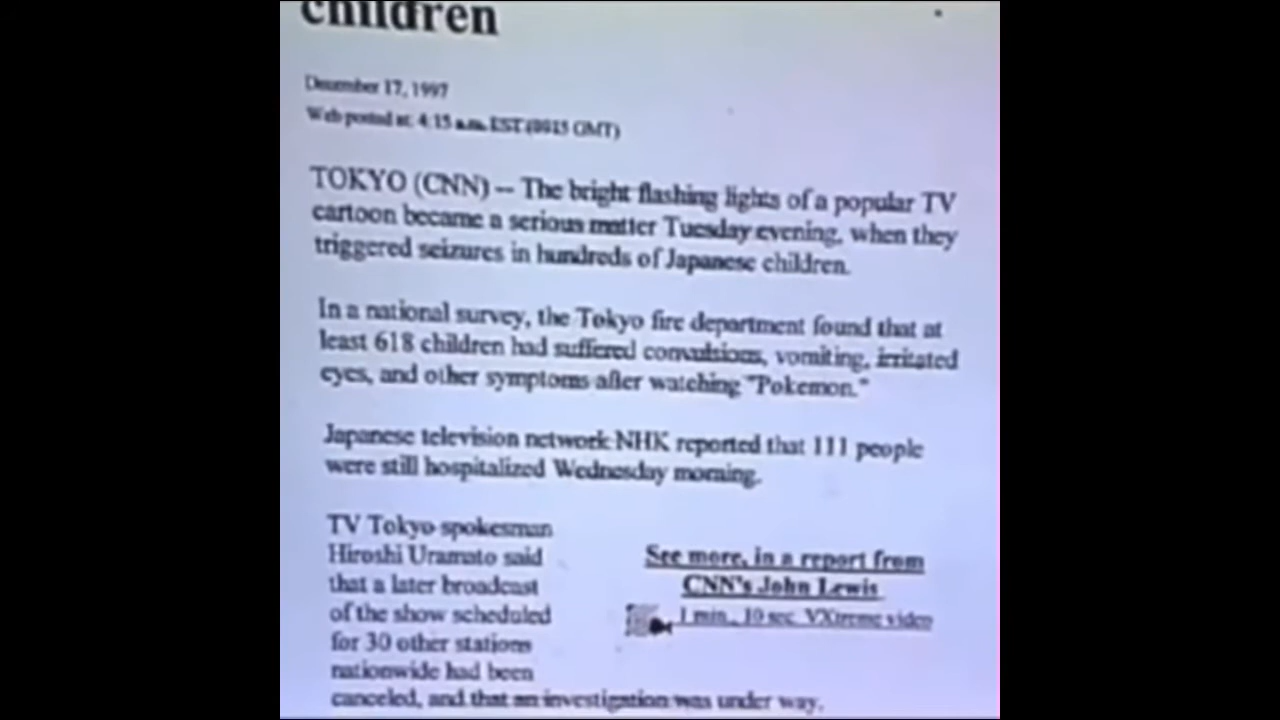 children
December 17, 1997
Web posted at: 4:15 a.m. EST (0915 GMT)
TOKYO (CNN) -- The bright flashing lights of a popular TV
cartoon became a serious matter Tuesday evening, when they
triggered seizures in hundreds of Japanese children.
In a national survey, the Tokyo fire department found that at
least 618 children had suffered convulsions, vomiting, irritated
eyes, and other symptoms after watching "Pokemon."
Japanese television network NHK reported that 111 people
were still hospitalized Wednesday morning.
TV Tokyo spokesman
Hiroshi Uramoto said
that a later broadcast
of the show scheduled
for 30 other stations
nationwide had been
canceled, and that an investigation was under way.
See more, in a report from
CNN's John Lewis
1 min., 10 sec. VXtreme video